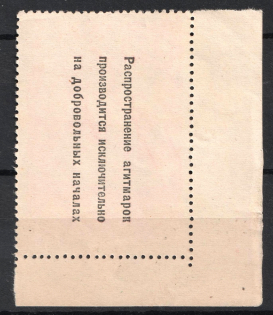 Распространение агитмарок
производится исключительно
на добровольных началах